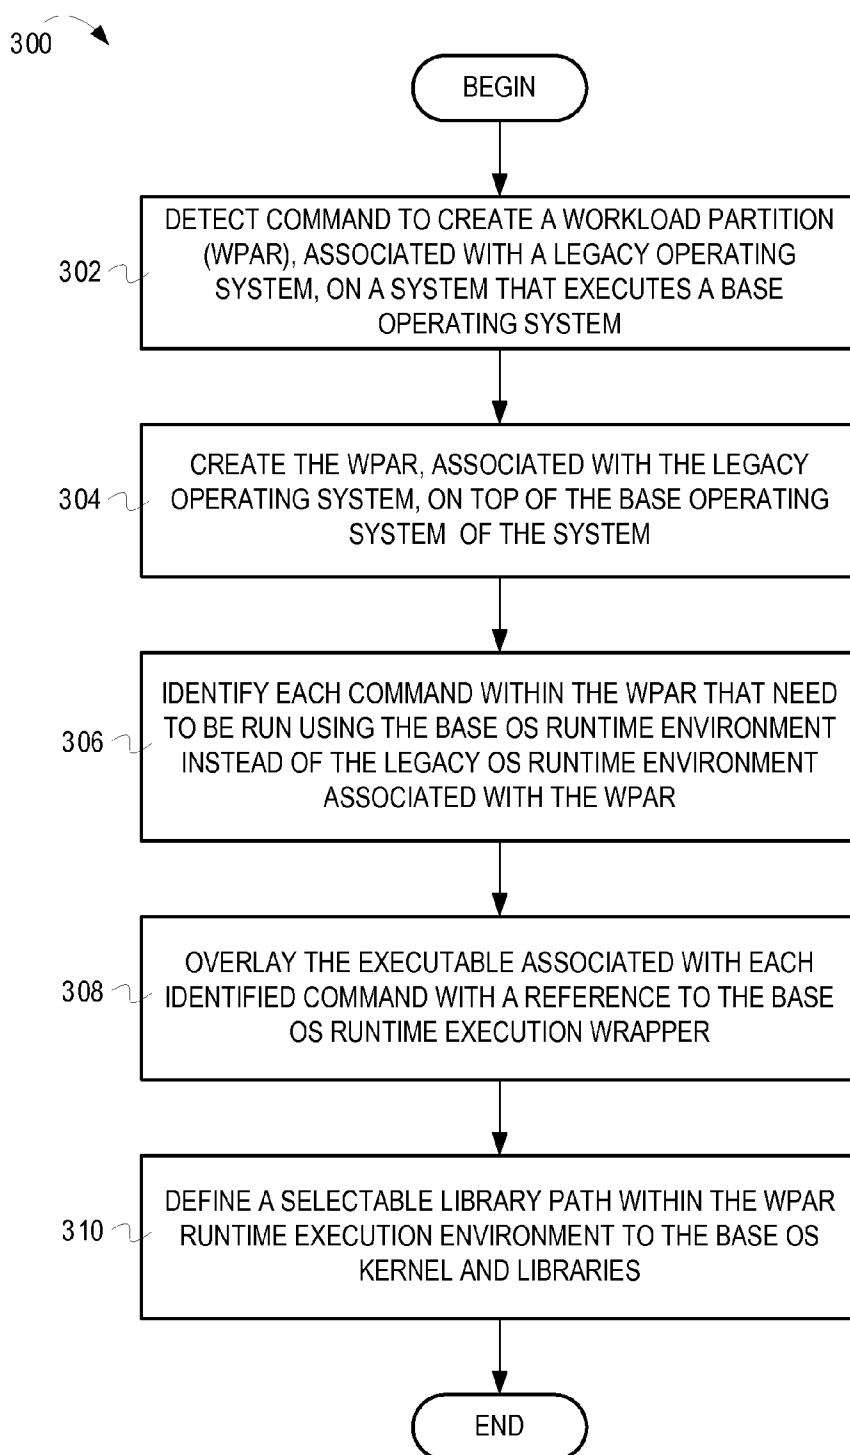 300
BEGIN
302
DETECT COMMAND TO CREATE A WORKLOAD PARTITION
(WPAR), ASSOCIATED WITH A LEGACY OPERATING
SYSTEM, ON A SYSTEM THAT EXECUTES A BASE
OPERATING SYSTEM
304
CREATE THE WPAR, ASSOCIATED WITH THE LEGACY
OPERATING SYSTEM, ON TOP OF THE BASE OPERATING
SYSTEM OF THE SYSTEM
306
IDENTIFY EACH COMMAND WITHIN THE WPAR THAT NEED
TO BE RUN USING THE BASE OS RUNTIME ENVIRONMENT
INSTEAD OF THE LEGACY OS RUNTIME ENVIRONMENT
ASSOCIATED WITH THE WPAR
308
OVERLAY THE EXECUTABLE ASSOCIATED WITH EACH
IDENTIFIED COMMAND WITH A REFERENCE TO THE BASE
OS RUNTIME EXECUTION WRAPPER
310
DEFINE A SELECTABLE LIBRARY PATH WITHIN THE WPAR
RUNTIME EXECUTION ENVIRONMENT TO THE BASE OS
KERNEL AND LIBRARIES
END